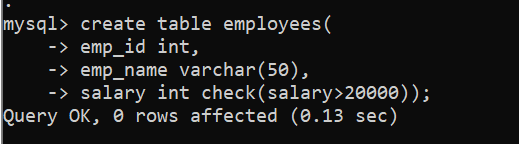 mysql> create table employees(
-> emp_id int,
-> emp_name varchar(50),
-> salary int check(salary>20000));
Query OK, 0 rows affected (0.13 sec)